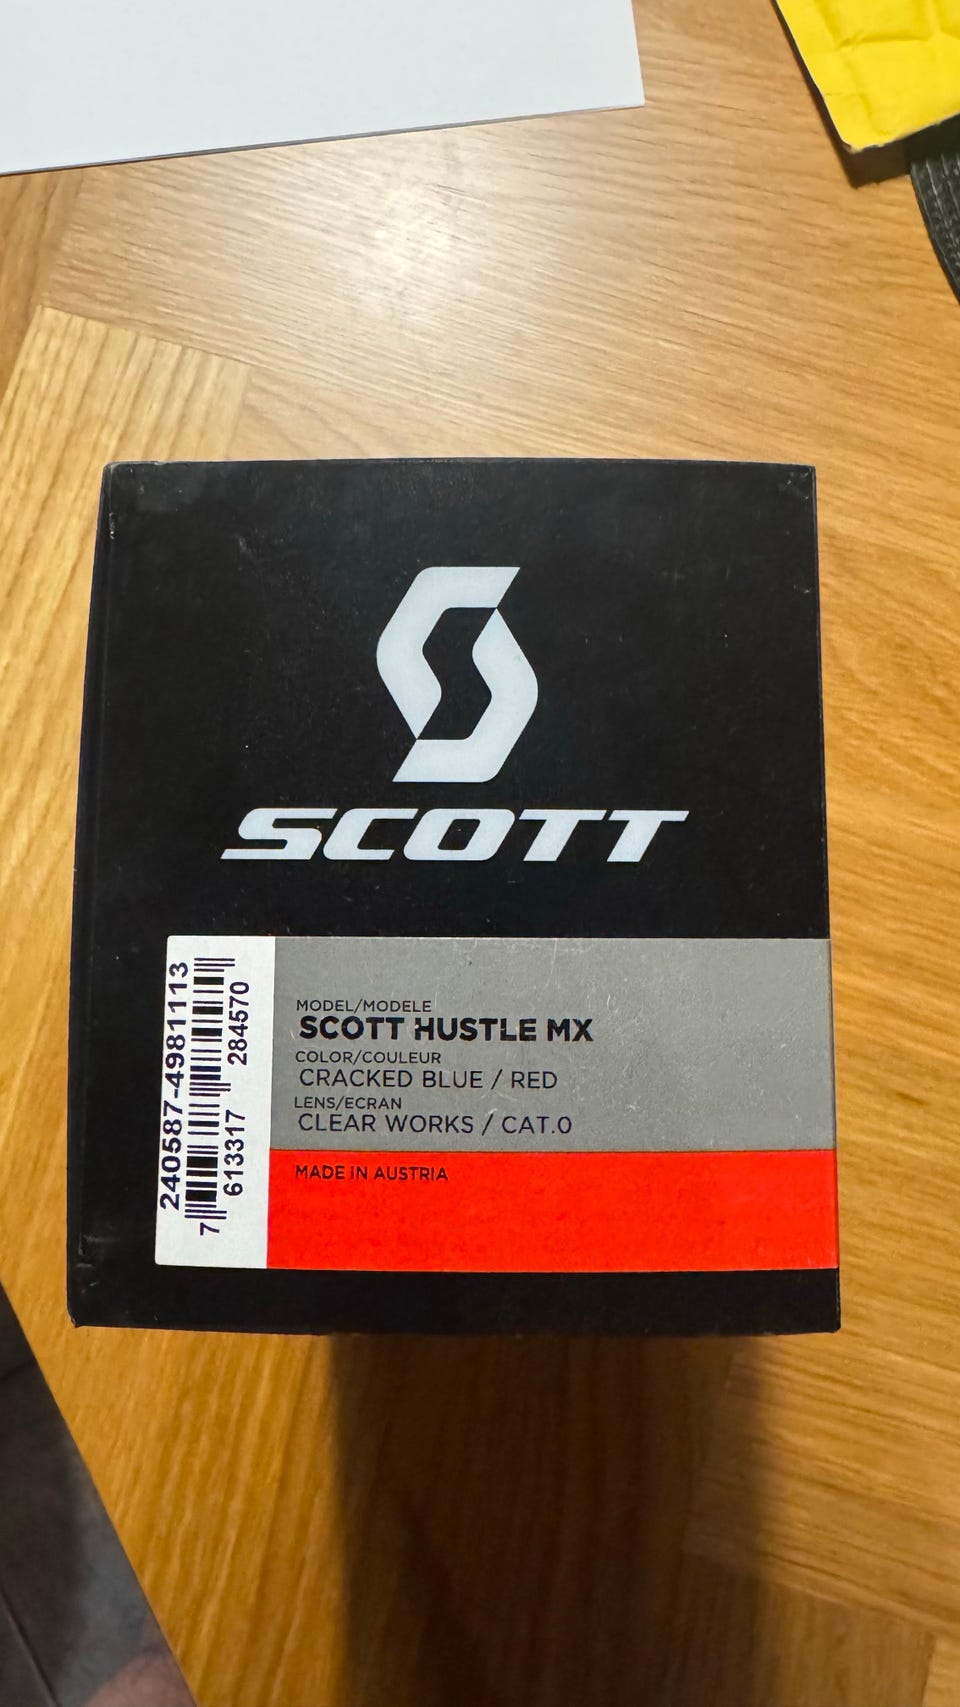 SCOTT
240587-4981113
7 613317 284570
MODEL/MODELE
SCOTT HUSTLE MX
COLOR/COULEUR
CRACKED BLUE / RED
LENS/ECRAN
CLEAR WORKS / CAT.0
MADE IN AUSTRIA